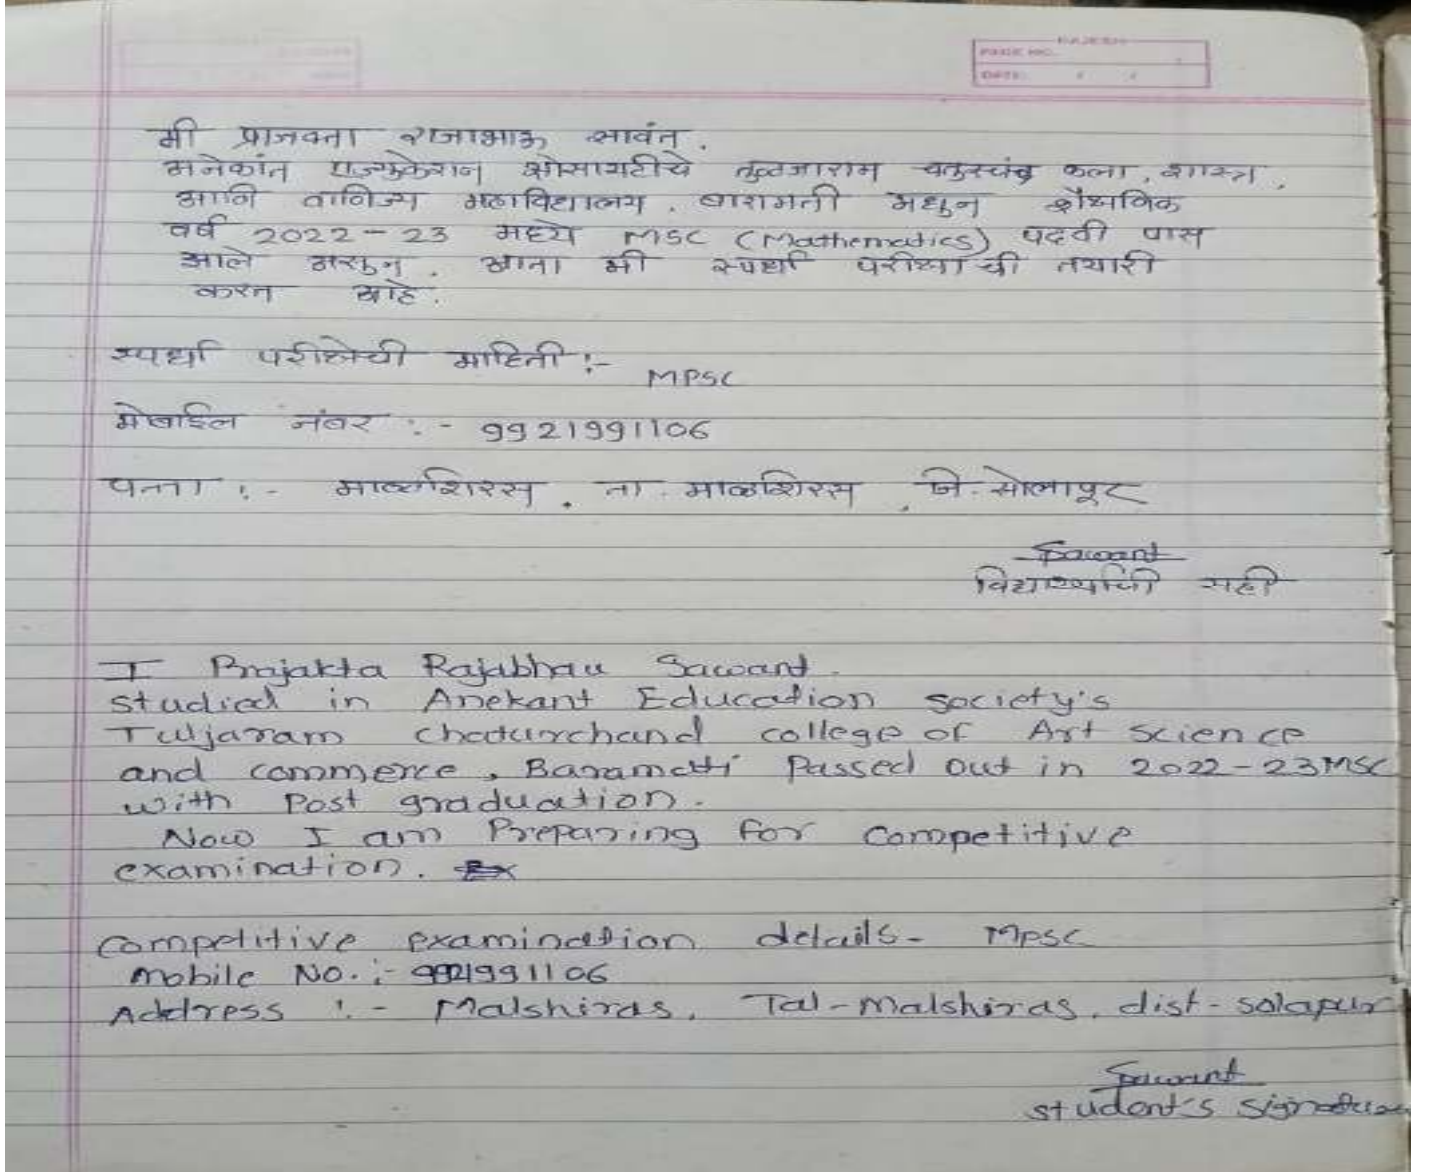 RAJESH
PAGE NO.
DATE: / /
मी प्राजक्ता राजाभाऊ सावंत.
अनेकांत एज्युकेशन सोसायटीचे तुळजाराम चतुरचंद कला, शास्त्र,
आणि वाणिज्य महाविद्यालय, बारामती मधून शैक्षणिक
वर्ष 2022-23 मध्ये MSC (Mathematics) पदवी पास
झाले असून. आता मी स्पर्धा परीक्षांची तयारी
करत आहे.
स्पर्धा परीक्षेची माहिती :- MPSC
मोबाईल नंबर :- 9921991106
पत्ता :- माळशिरस, ता. माळशिरस, जि. सोलापूर
Sawant
विद्यार्थ्याची सही
I Prajakta Rajabhau Sawant.
studied in Anekant Education society's
Tuljaram chaturchand college of Art Science
and commerce, Baramati Passed out in 2022-23 MSC
with Post graduation.
Now I am Preparing for competitive
examination.
competitive examination details- MPSC
mobile No. :- 9921991106
Address :- Malshiras, Tal-malshiras, dist-solapur
Sawant
student's signature